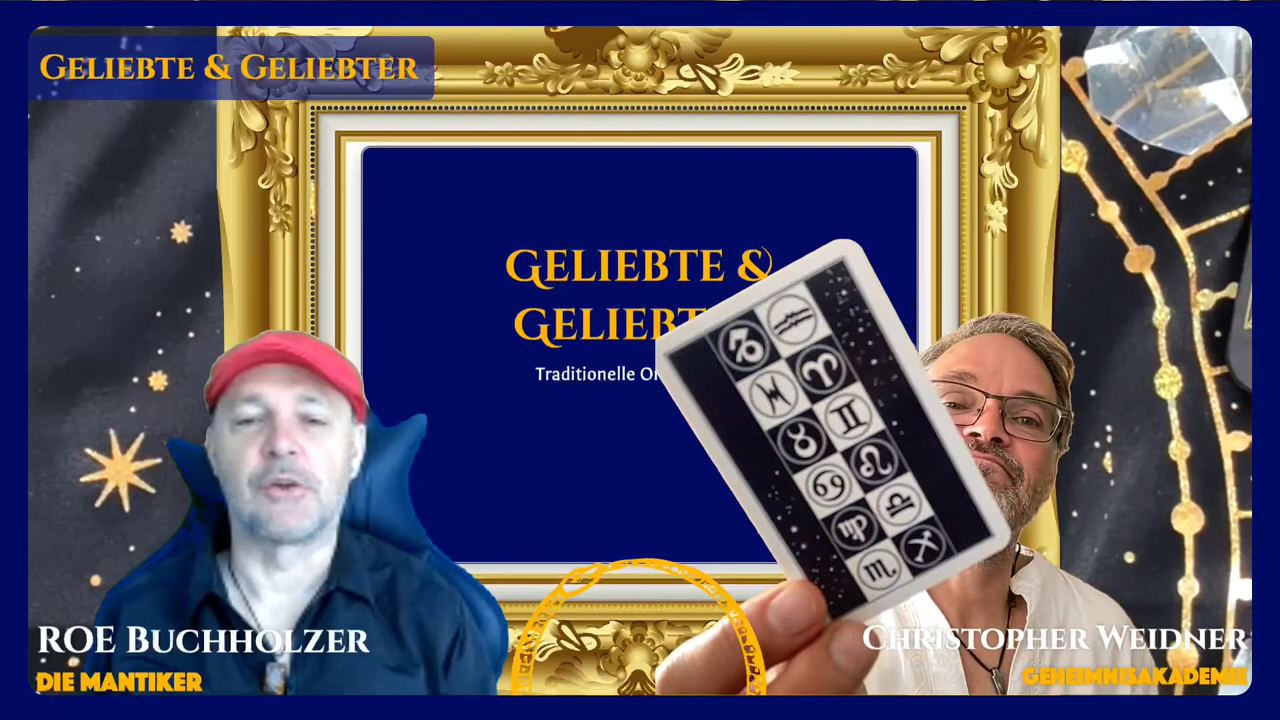 GELIEBTE & GELIEBTER
GELIEBTE &
GELIEBT
Traditionelle
ROE BUCHHOLZER
DIE MANTIKER
CHRISTOPHER WEIDNER
GEHEIMNISAKADEMIE